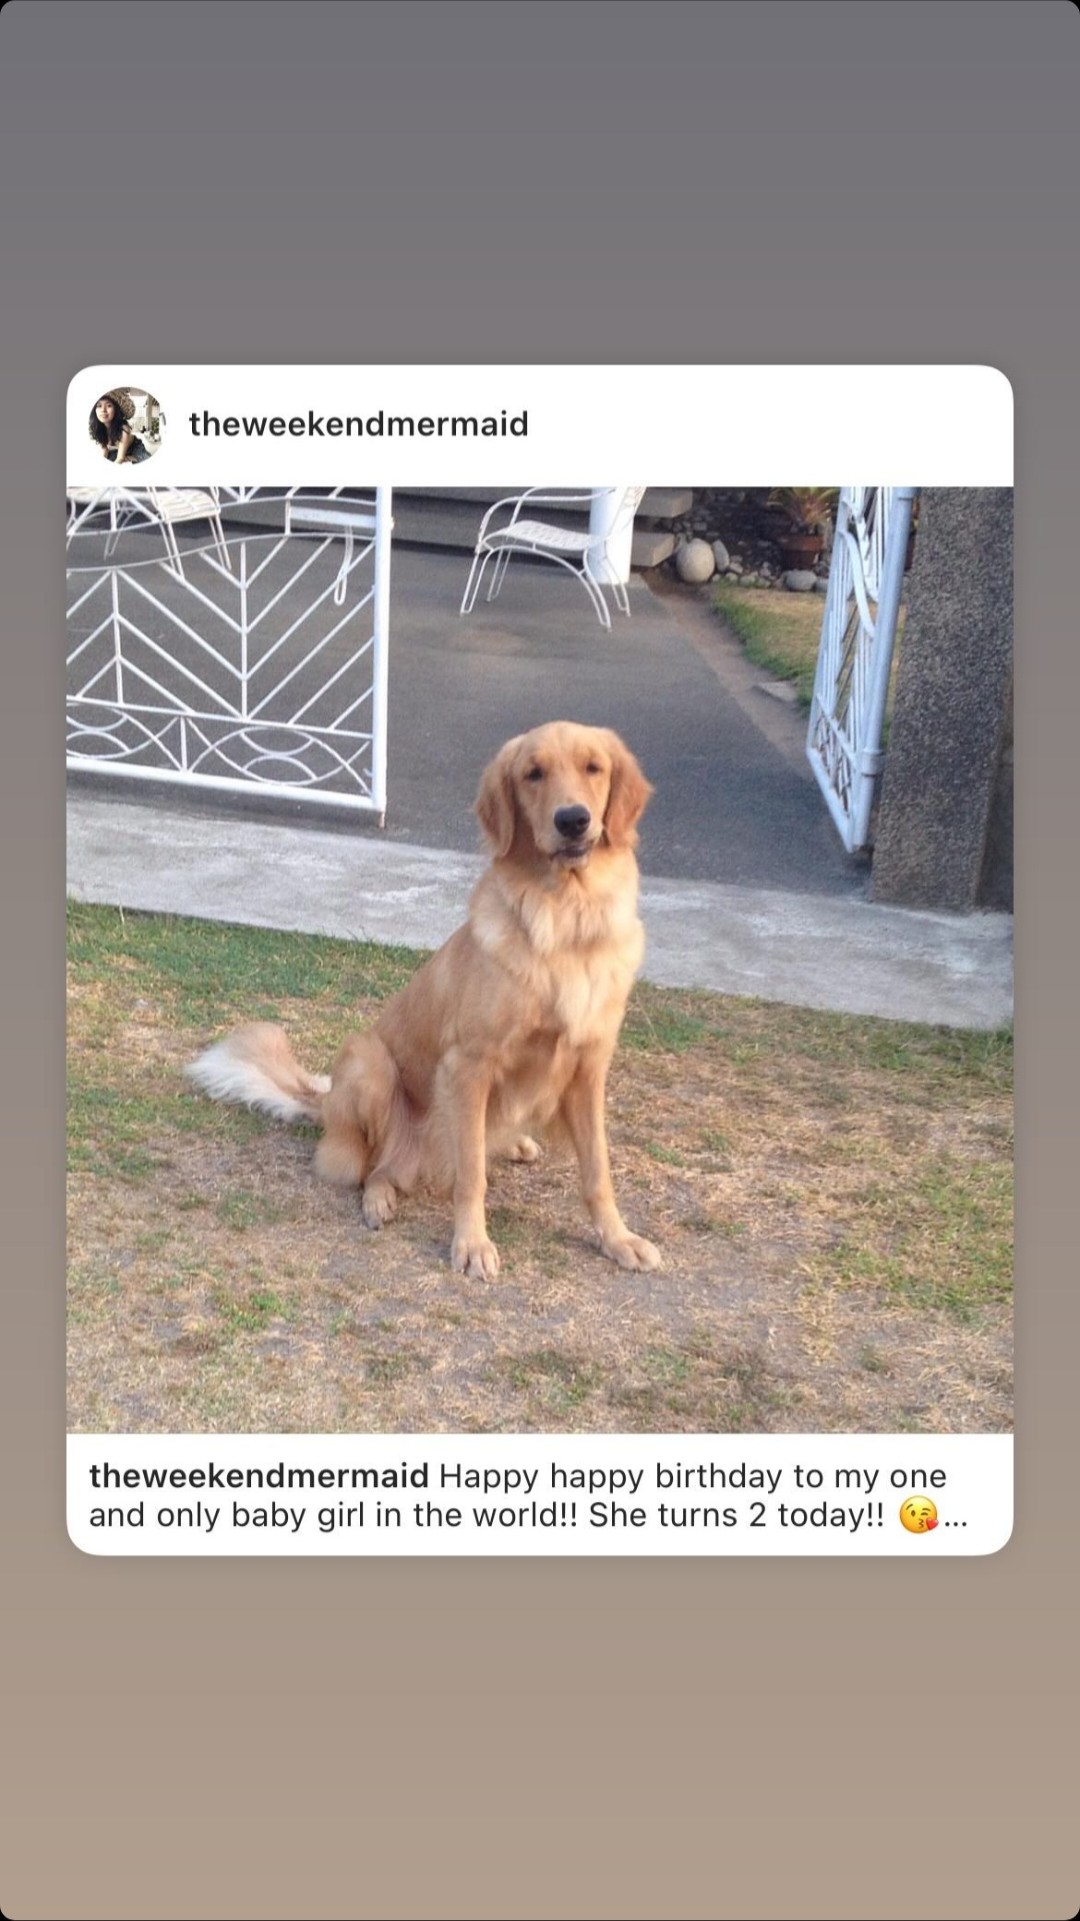 theweekendmermaid
theweekendmermaid Happy happy birthday to my one
and only baby girl in the world!! She turns 2 today!! 😘...